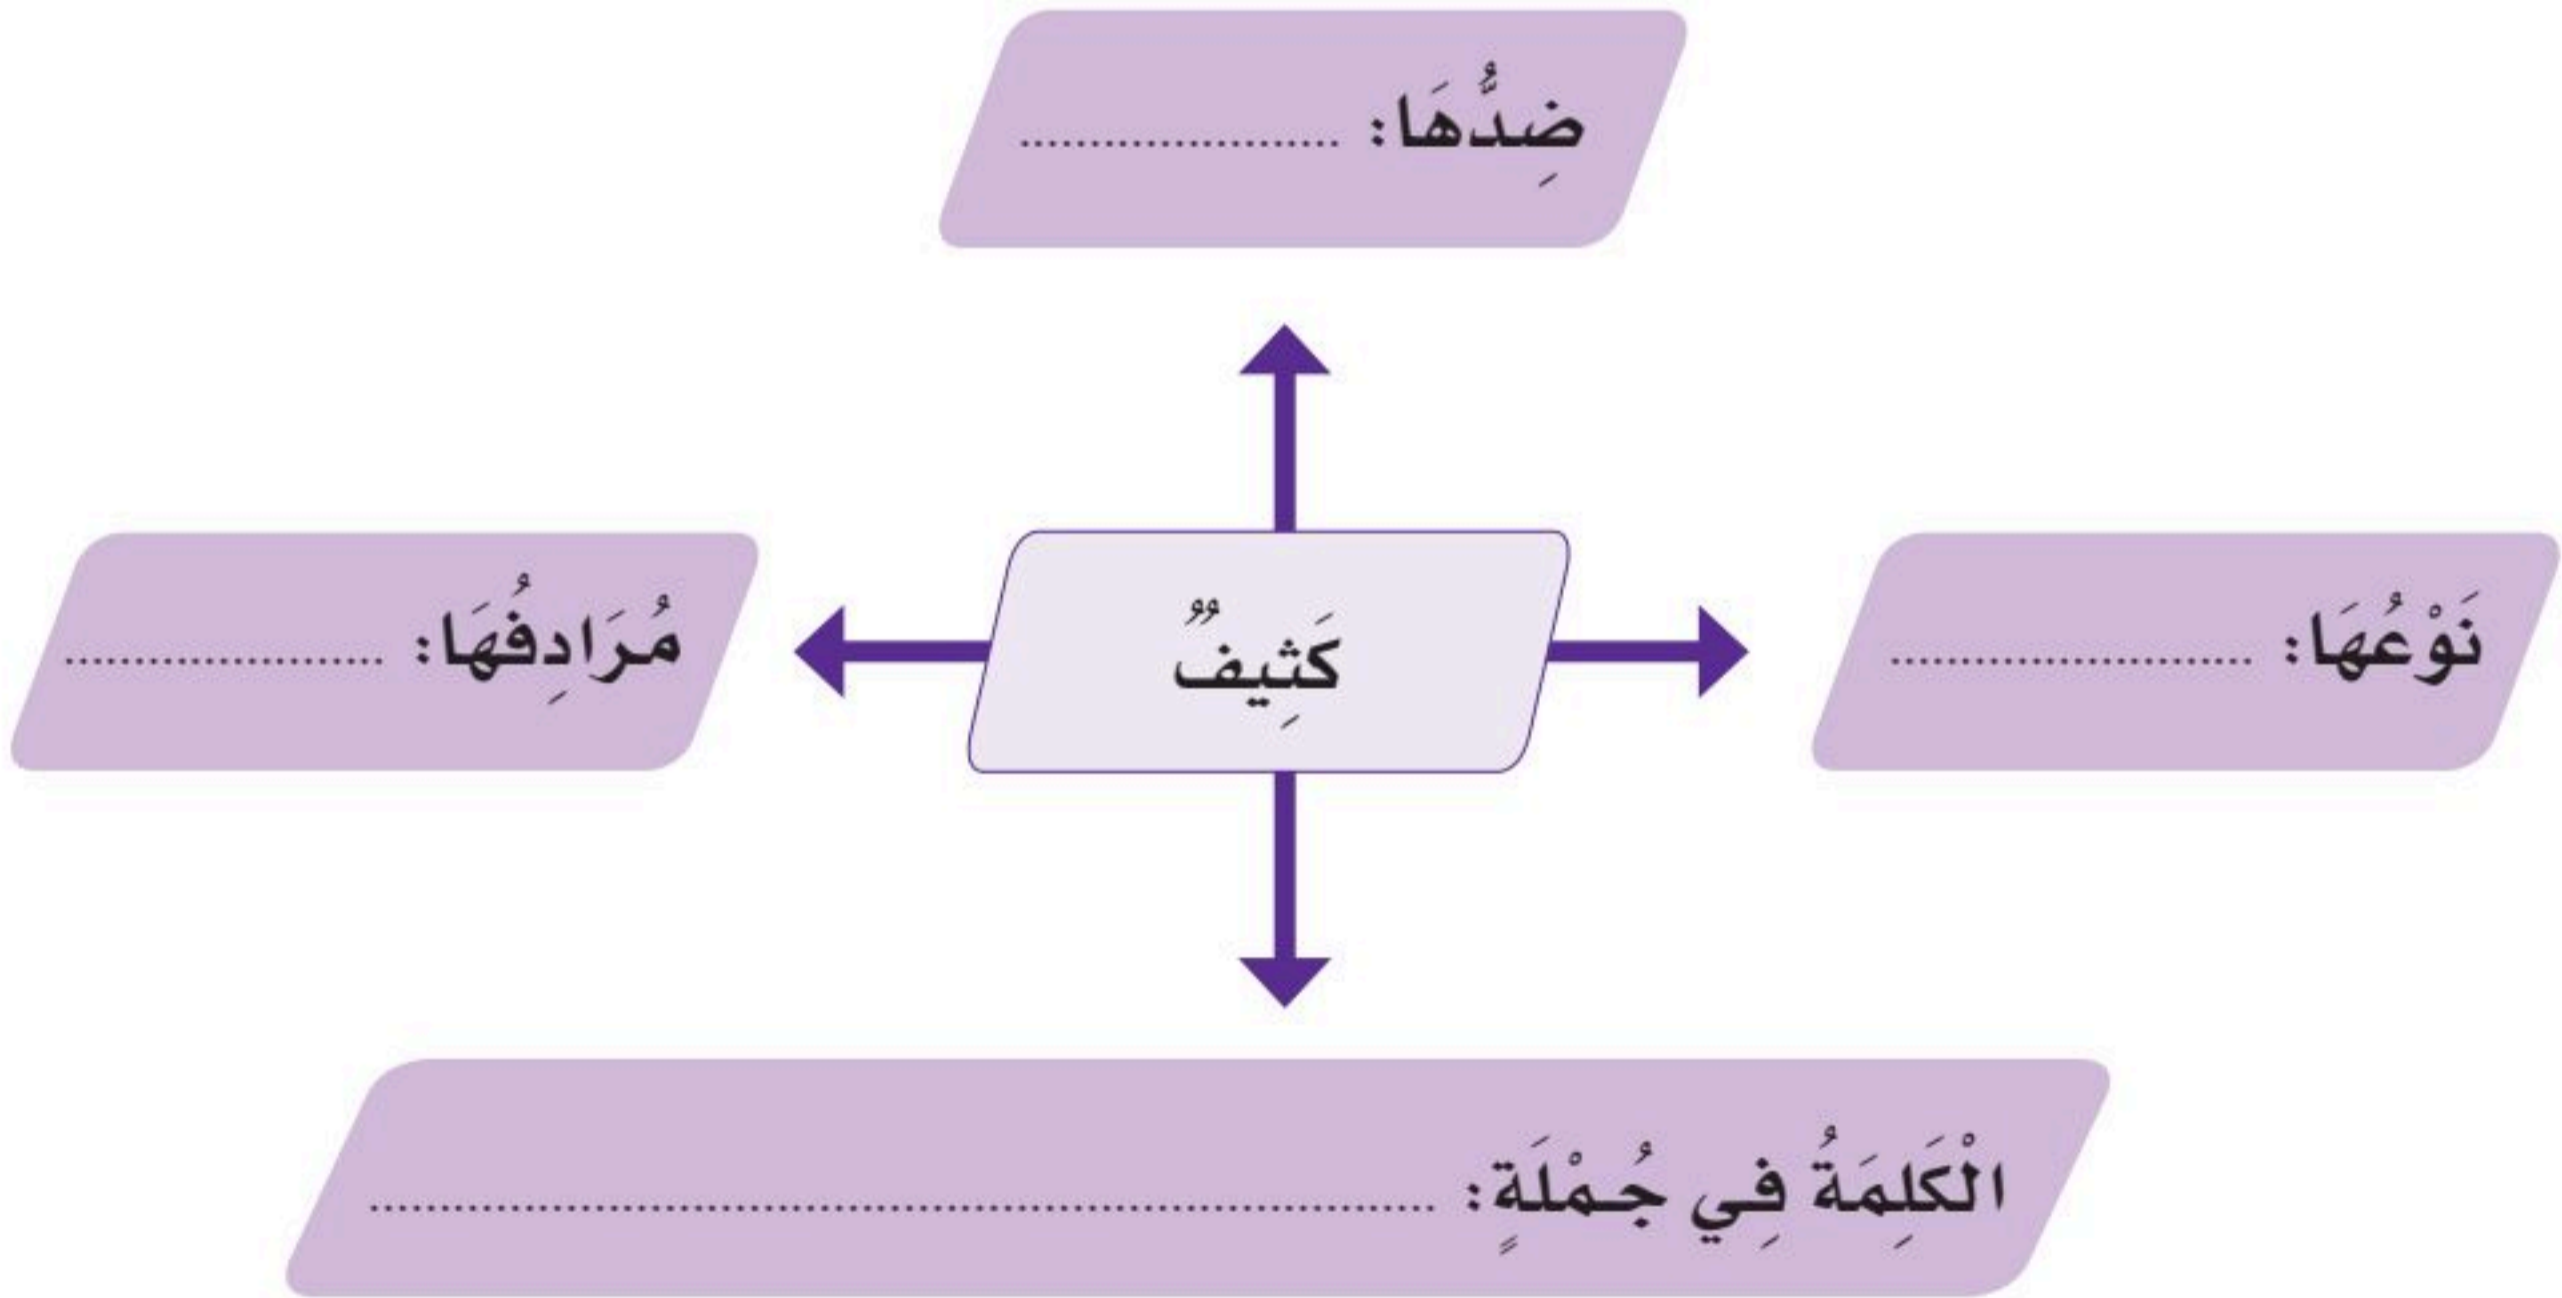 ضِدُّهَا: ......................
نَوْعُهَا: .........................
كَثِيفٌ
مُرَادِفُهَا: ......................
الْكَلِمَةُ فِي جُمْلَةٍ: ..........................................................................